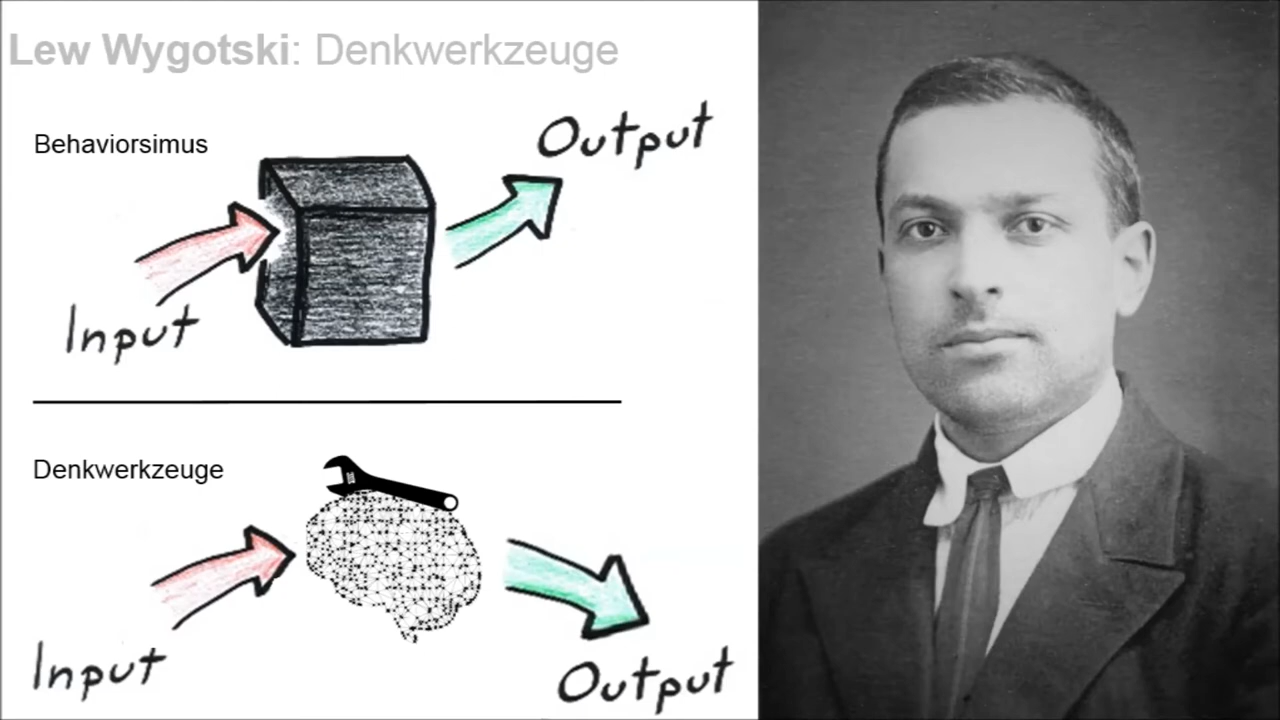 Lew Wygotski: Denkwerkzeuge
Behaviorsimus
Output
Input
Denkwerkzeuge
Input
Output